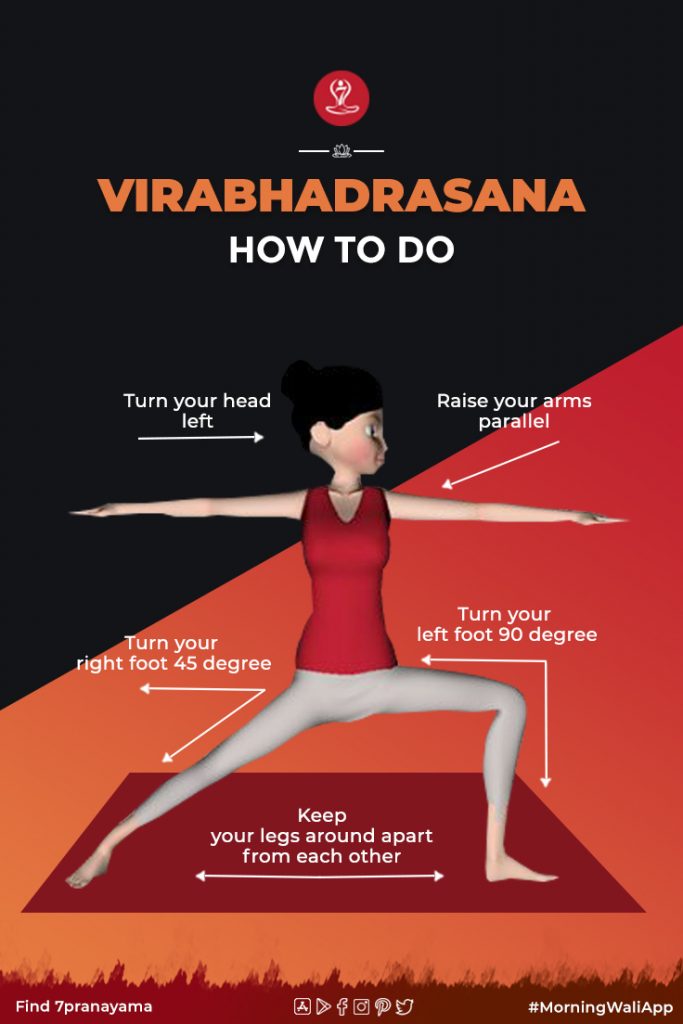 VIRABHADRASANA
HOW TO DO
Turn your head
left
Raise your arms
parallel
Turn your
left foot 90 degree
Turn your
right foot 45 degree
Keep
your legs around apart
from each other
Find 7pranayama
#MorningWaliApp